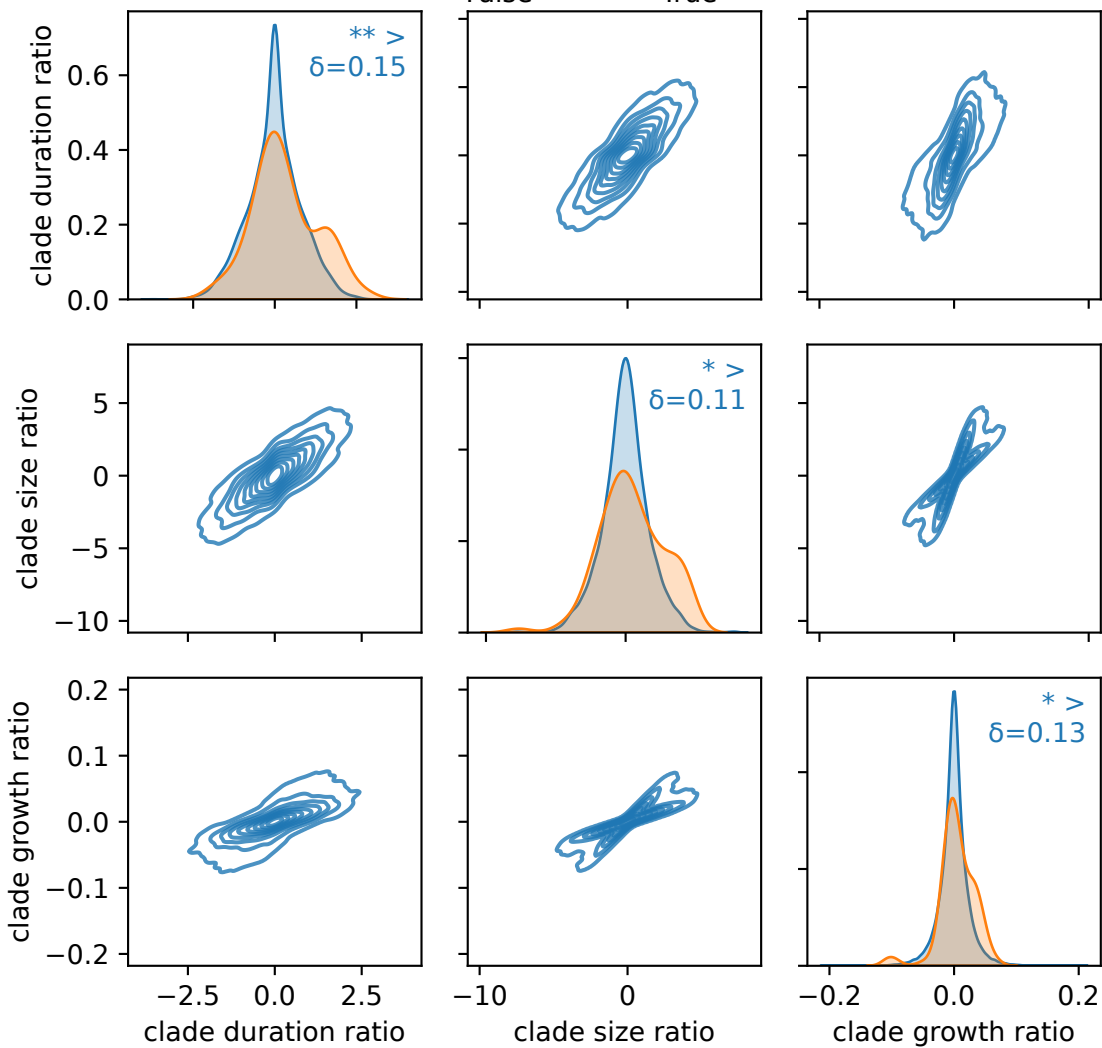 True
clade duration ratio
0.6
0.4
0.2
0.0
** >
δ=0.15
clade size ratio
5
0
−5
−10
* >
δ=0.11
clade growth ratio
0.2
0.1
0.0
−0.1
−0.2
* >
δ=0.13
−2.5 0.0 2.5
−10 0
−0.2 0.0 0.2
clade duration ratio
clade size ratio
clade growth ratio